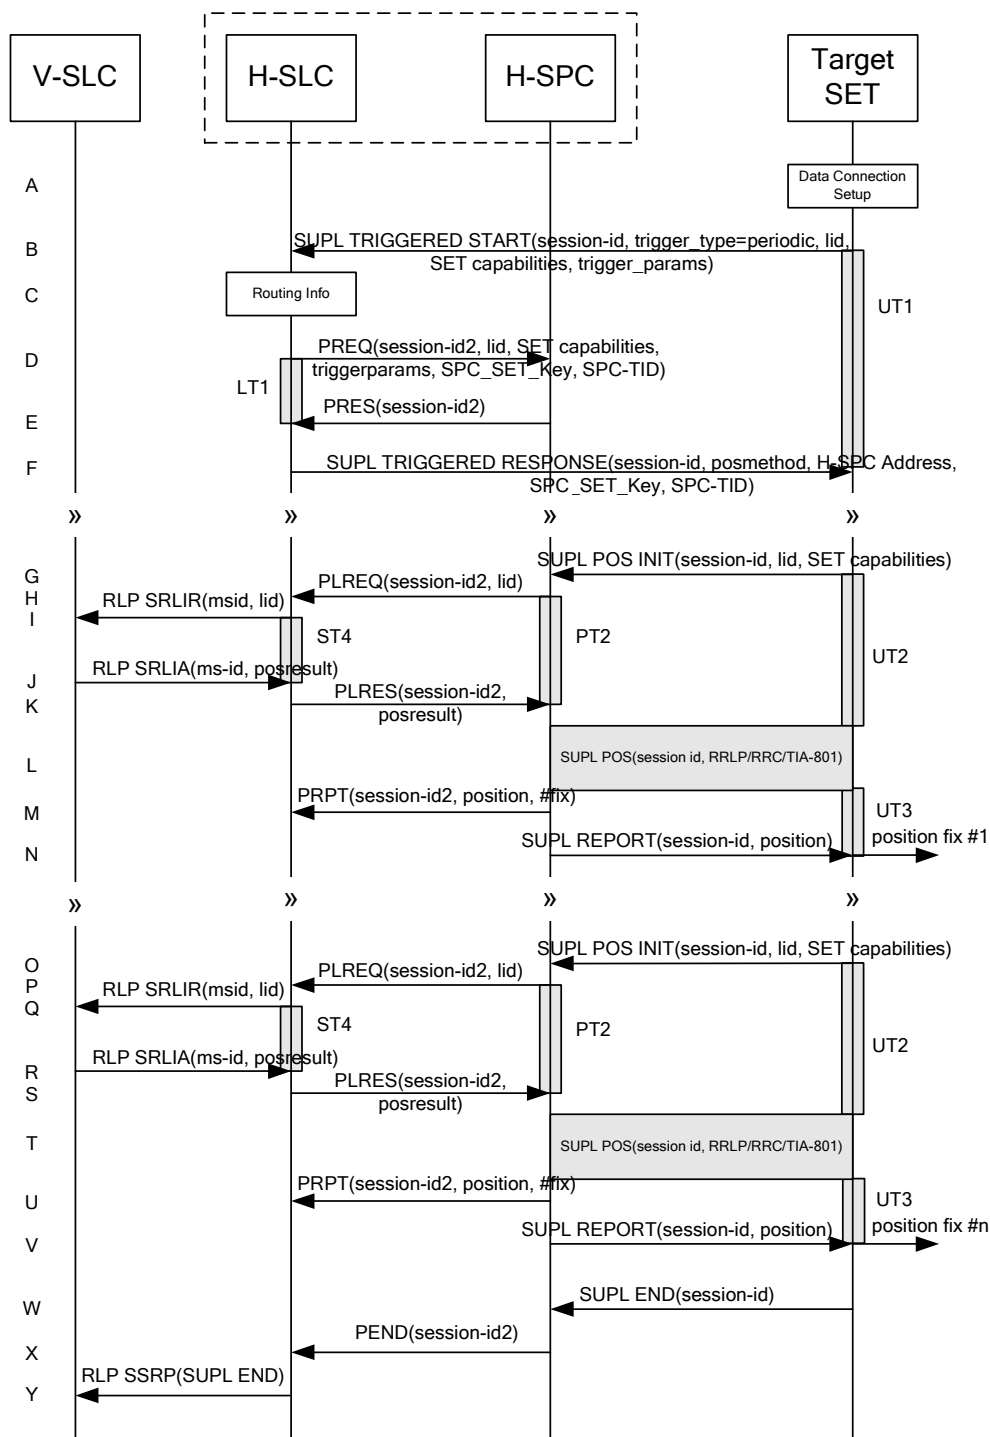 V-SLC
H-SLC
H-SPC
Target
SET
A
Data Connection
Setup
B
SUPL TRIGGERED START(session-id, trigger_type=periodic, lid,
SET capabilities, trigger_params)
C
Routing Info
UT1
D
PREQ(session-id2, lid, SET capabilities,
triggerparams, SPC_SET_Key, SPC-TID)
LT1
E
PRES(session-id2)
F
SUPL TRIGGERED RESPONSE(session-id, posmethod, H-SPC Address,
SPC_SET_Key, SPC-TID)
» » » »
G
SUPL POS INIT(session-id, lid, SET capabilities)
H
PLREQ(session-id2, lid)
I
RLP SRLIR(msid, lid)
ST4
PT2
UT2
J
RLP SRLIA(ms-id, posresult)
K
PLRES(session-id2,
posresult)
L
SUPL POS(session id, RRLP/RRC/TIA-801)
M
PRPT(session-id2, position, #fix)
UT3
position fix #1
N
SUPL REPORT(session-id, position)
» » » »
O
SUPL POS INIT(session-id, lid, SET capabilities)
P
PLREQ(session-id2, lid)
Q
RLP SRLIR(msid, lid)
ST4
PT2
UT2
R
RLP SRLIA(ms-id, posresult)
S
PLRES(session-id2,
posresult)
T
SUPL POS(session id, RRLP/RRC/TIA-801)
U
PRPT(session-id2, position, #fix)
UT3
position fix #n
V
SUPL REPORT(session-id, position)
W
SUPL END(session-id)
X
PEND(session-id2)
Y
RLP SSRP(SUPL END)